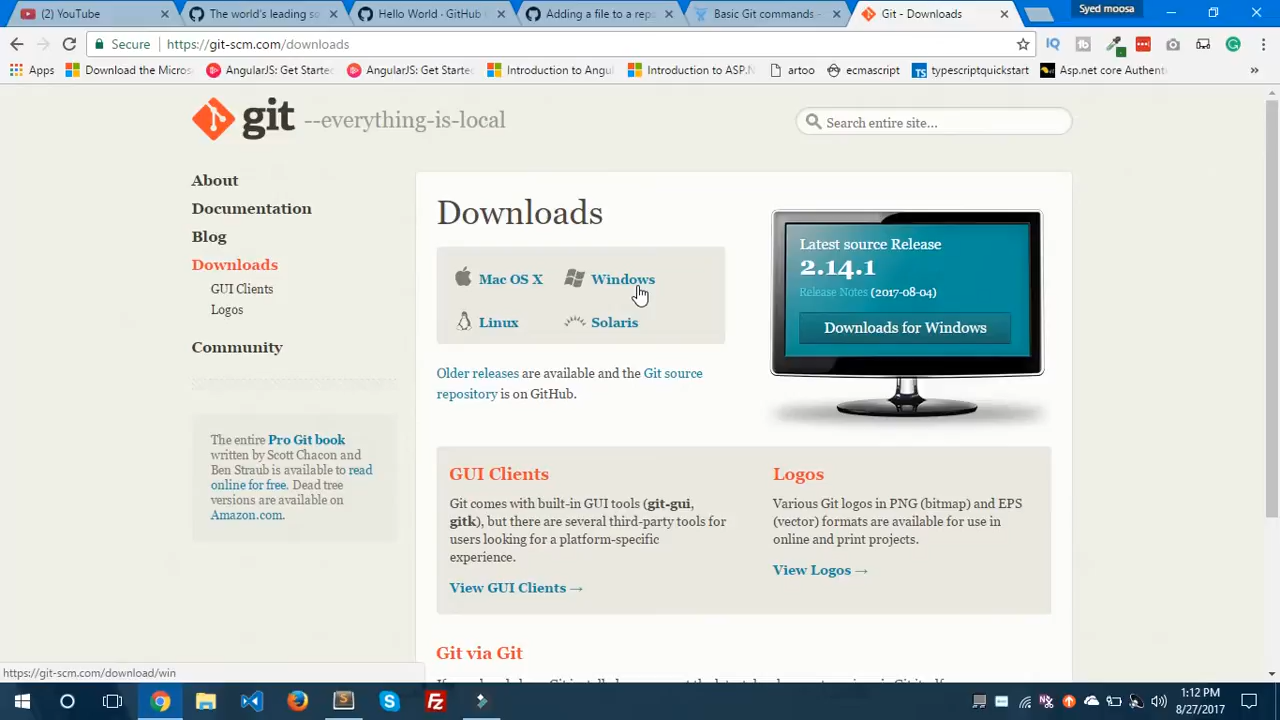 (2) YouTube
The world's leading so
Hello World · GitHub
Adding a file to a rep
Basic Git commands -
Git - Downloads
Syed moosa
Secure
https://git-scm.com/downloads
Apps
Download the Micros
AngularJS: Get Starte
AngularJS: Get Starte
Introduction to Angu
Introduction to ASP.N
artoo
ecmascript
typescriptquickstart
Asp.net core Authent
git --everything-is-local
Search entire site...
About
Documentation
Blog
Downloads
GUI Clients
Logos
Community
The entire Pro Git book
written by Scott Chacon and
Ben Straub is available to read
online for free. Dead tree
versions are available on
Amazon.com.
Downloads
Mac OS X
Windows
Linux
Solaris
Older releases are available and the Git source
repository is on GitHub.
Latest source Release
2.14.1
Release Notes (2017-08-04)
Downloads for Windows
GUI Clients
Git comes with built-in GUI tools (git-gui,
gitk), but there are several third-party tools for
users looking for a platform-specific
experience.
View GUI Clients →
Logos
Various Git logos in PNG (bitmap) and EPS
(vector) formats are available for use in
online and print projects.
View Logos →
Git via Git
https://git-scm.com/download/win
1:12 PM
8/27/2017